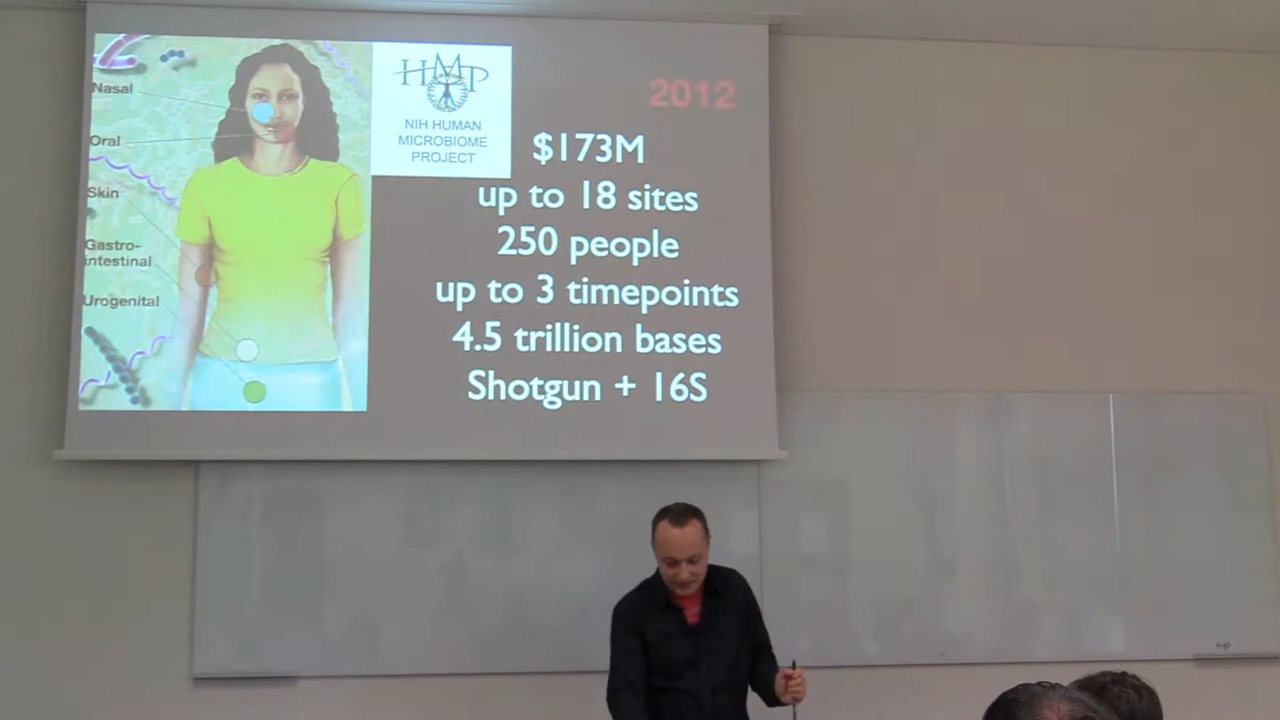 Nasal
Oral
Skin
Gastro-
intestinal
Urogenital
HMP
NIH HUMAN
MICROBIOME
PROJECT
2012
$173M
up to 18 sites
250 people
up to 3 timepoints
4.5 trillion bases
Shotgun + 16S